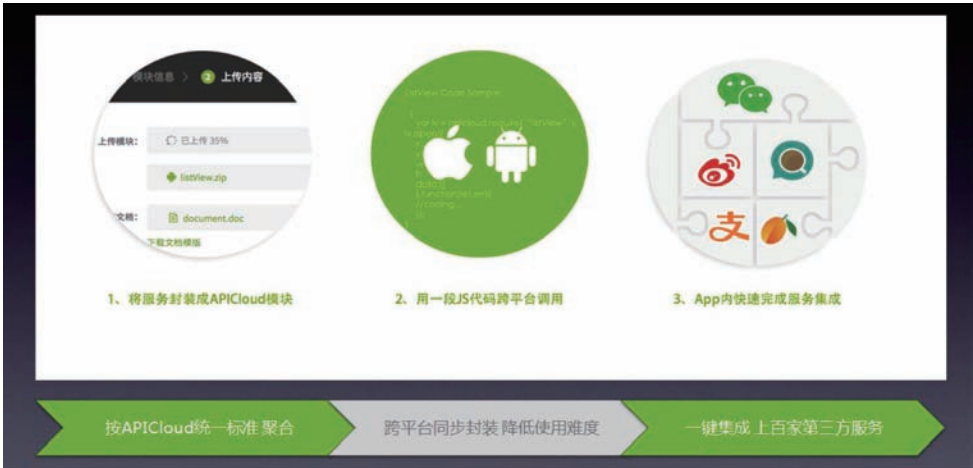 模块信息 > 2 上传内容
上传模块: 已上传 35%
listView.zip
文档: document.doc
下载文档模版
listView Code Sample
支
1、将服务封装成APICloud模块
2、用一段JS代码跨平台调用
3、App内快速完成服务集成
按APICloud统一标准 聚合
跨平台同步封装 降低使用难度
一键集成 上百家第三方服务